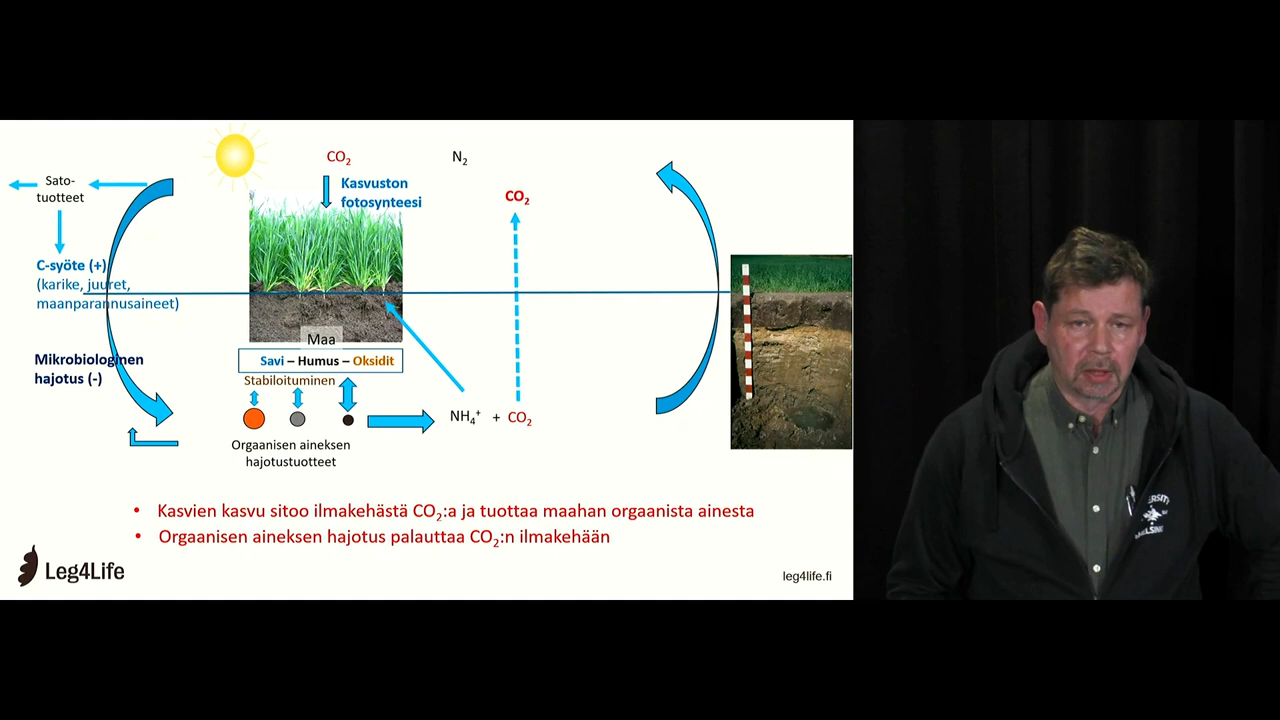 CO₂
N₂
Kasvuston
fotosynteesi
Sato-
tuotteet
CO₂
C-syöte (+)
(karike, juuret,
maanparannusaineet)
Maa
Savi – Humus – Oksidit
Mikrobiologinen
hajotus (-)
Stabiloituminen
NH₄⁺ + CO₂
Orgaanisen aineksen
hajotustuotteet
• Kasvien kasvu sitoo ilmakehästä CO₂:a ja tuottaa maahan orgaanista ainesta
• Orgaanisen aineksen hajotus palauttaa CO₂:n ilmakehään
Leg4Life
leg4life.fi